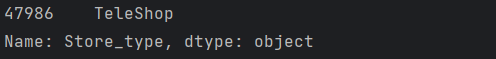 47986    TeleShop
Name: Store_type, dtype: object